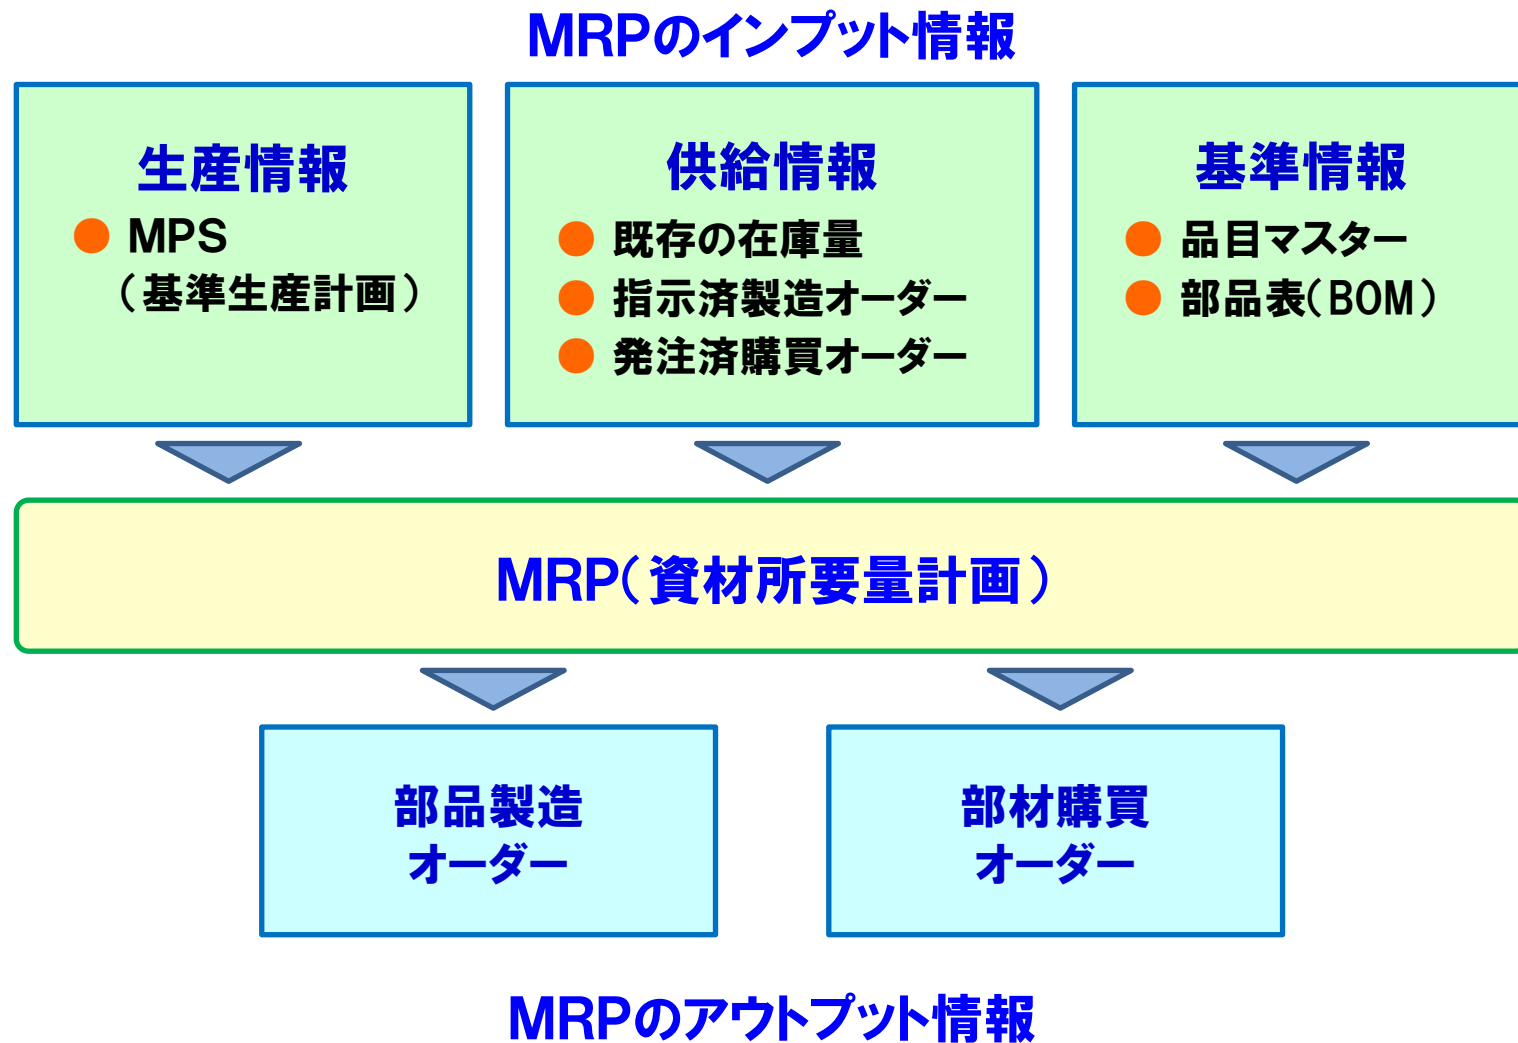 MRPのインプット情報
生産情報
● MPS
（基準生産計画）
供給情報
● 既存の在庫量
● 指示済製造オーダー
● 発注済購買オーダー
基準情報
● 品目マスター
● 部品表（BOM）
MRP（資材所要量計画）
部品製造
オーダー
部材購買
オーダー
MRPのアウトプット情報